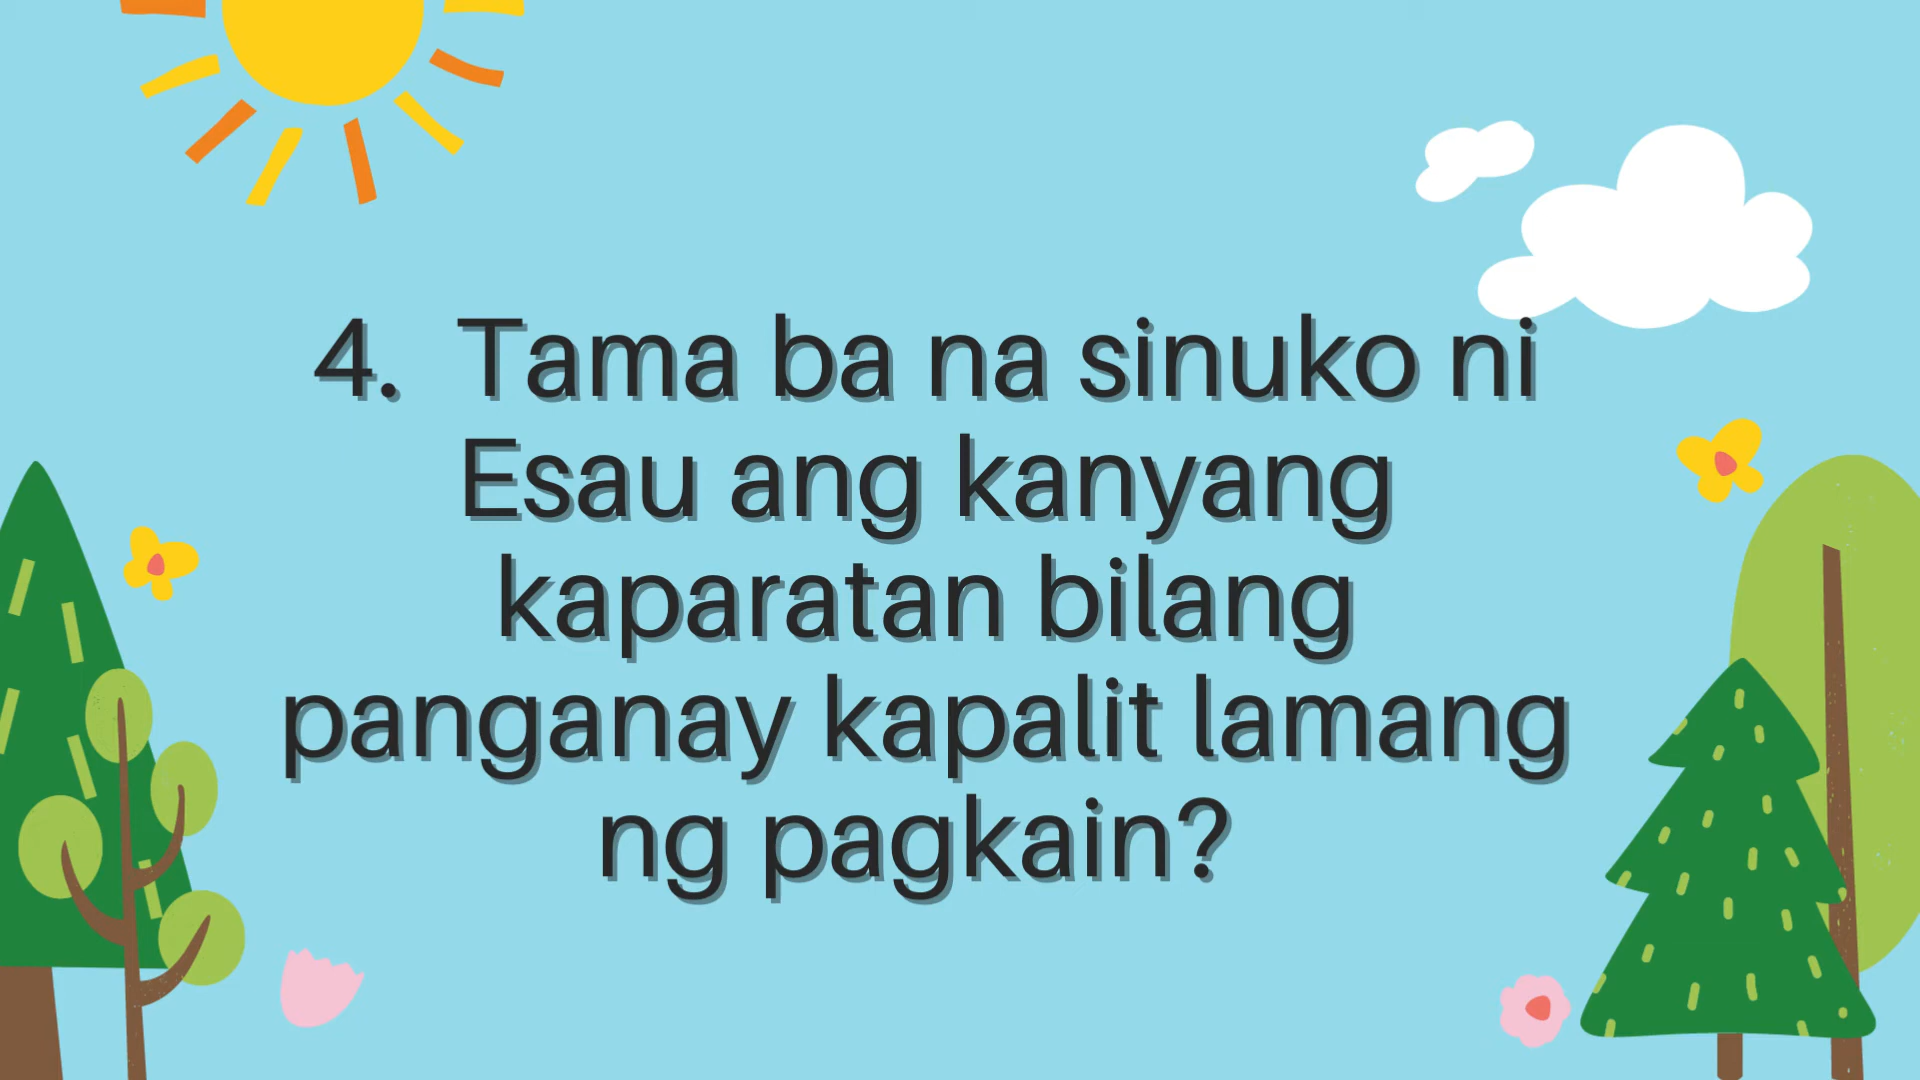 4. Tama ba na sinuko ni
Esau ang kanyang
kaparatan bilang
panganay kapalit lamang
ng pagkain?